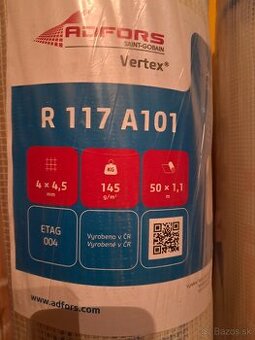 ADFORS
SAINT-GOBAIN
Vertex®
R 117 A101
4 × 4,5
mm
KG
145
g/m²
50 × 1,1
m
ETAG
004
Vyrobeno v ČR
Vyrobené v ČR
www.adfors.com
Bazos.sk